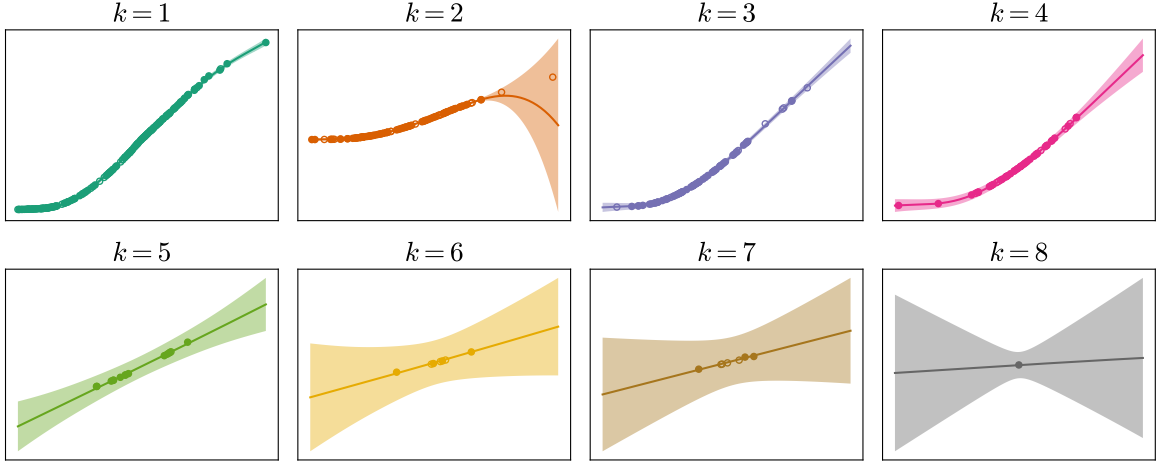 k = 1
k = 2
k = 3
k = 4
k = 5
k = 6
k = 7
k = 8